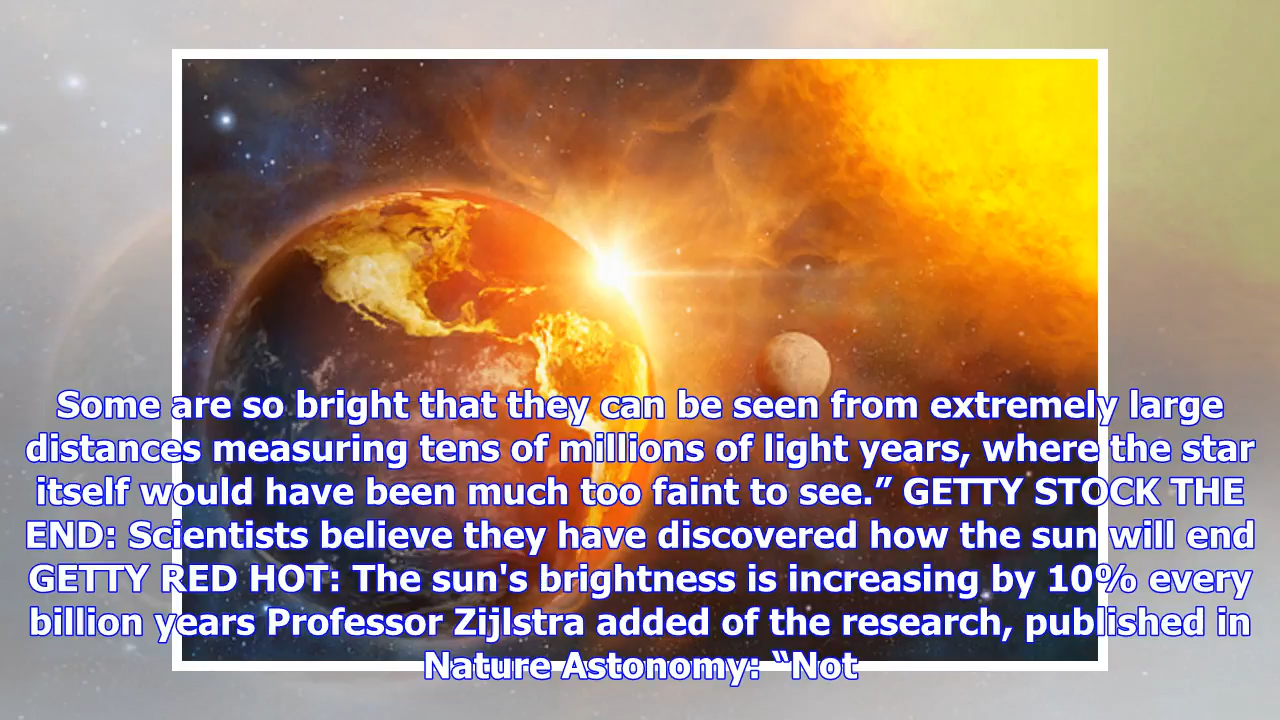 Some are so bright that they can be seen from extremely large
distances measuring tens of millions of light years, where the star
itself would have been much too faint to see.” GETTY STOCK THE
END: Scientists believe they have discovered how the sun will end
GETTY RED HOT: The sun's brightness is increasing by 10% every
billion years Professor Zijlstra added of the research, published in
Nature Astonomy: “Not